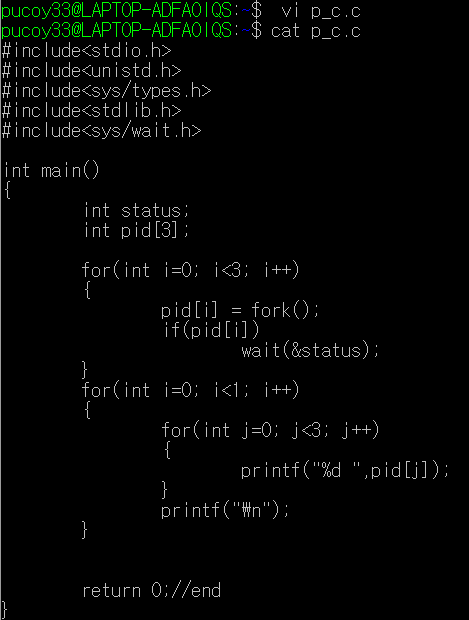 pucoy33@LAPTOP-ADFA0IQS:~$  vi p_c.c
pucoy33@LAPTOP-ADFA0IQS:~$ cat p_c.c
#include<stdio.h>
#include<unistd.h>
#include<sys/types.h>
#include<stdlib.h>
#include<sys/wait.h>

int main()
{
        int status;
        int pid[3];

        for(int i=0; i<3; i++)
        {
                pid[i] = fork();
                if(pid[i])
                        wait(&status);
        }
        for(int i=0; i<1; i++)
        {
                for(int j=0; j<3; j++)
                {
                        printf("%d ",pid[j]);
                }
                printf("₩n");
        }


        return 0;//end
}